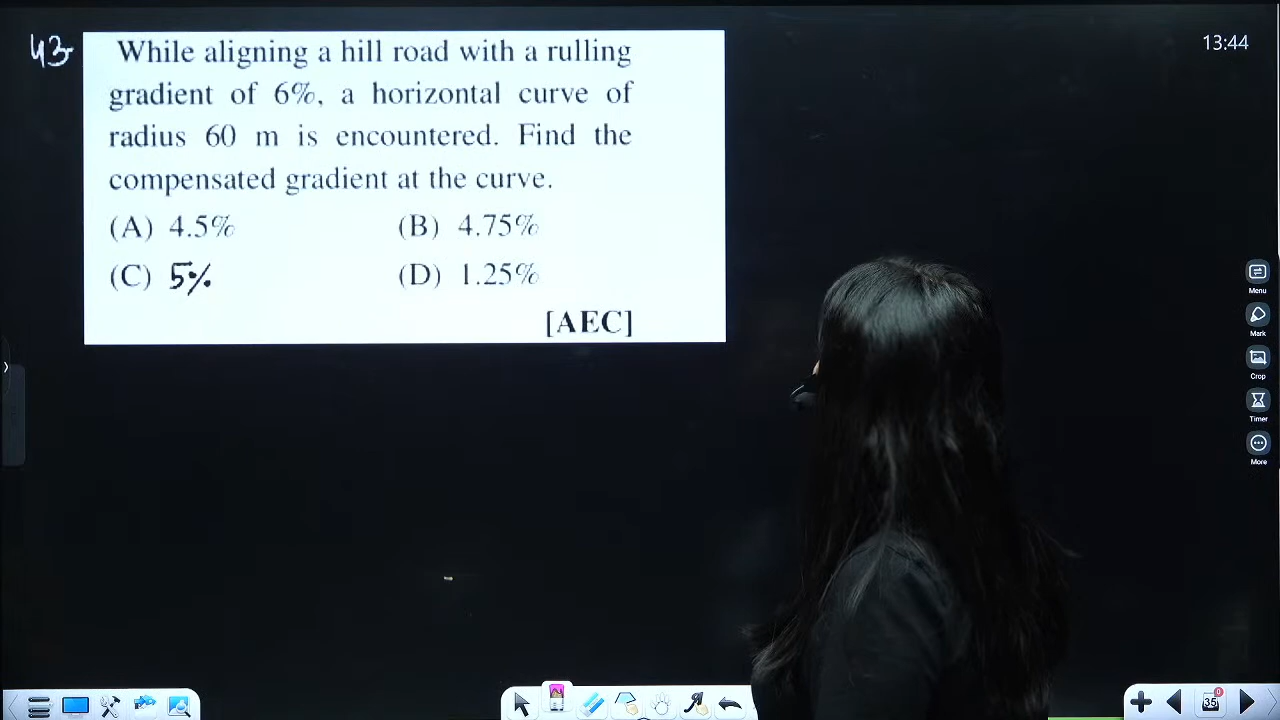 43
13:44
While aligning a hill road with a rulling
gradient of 6%, a horizontal curve of
radius 60 m is encountered. Find the
compensated gradient at the curve.
(A) 4.5% (B) 4.75%
(C) 5% (D) 1.25%
[AEC]
Menu
Mark
Crop
Timer
More
35